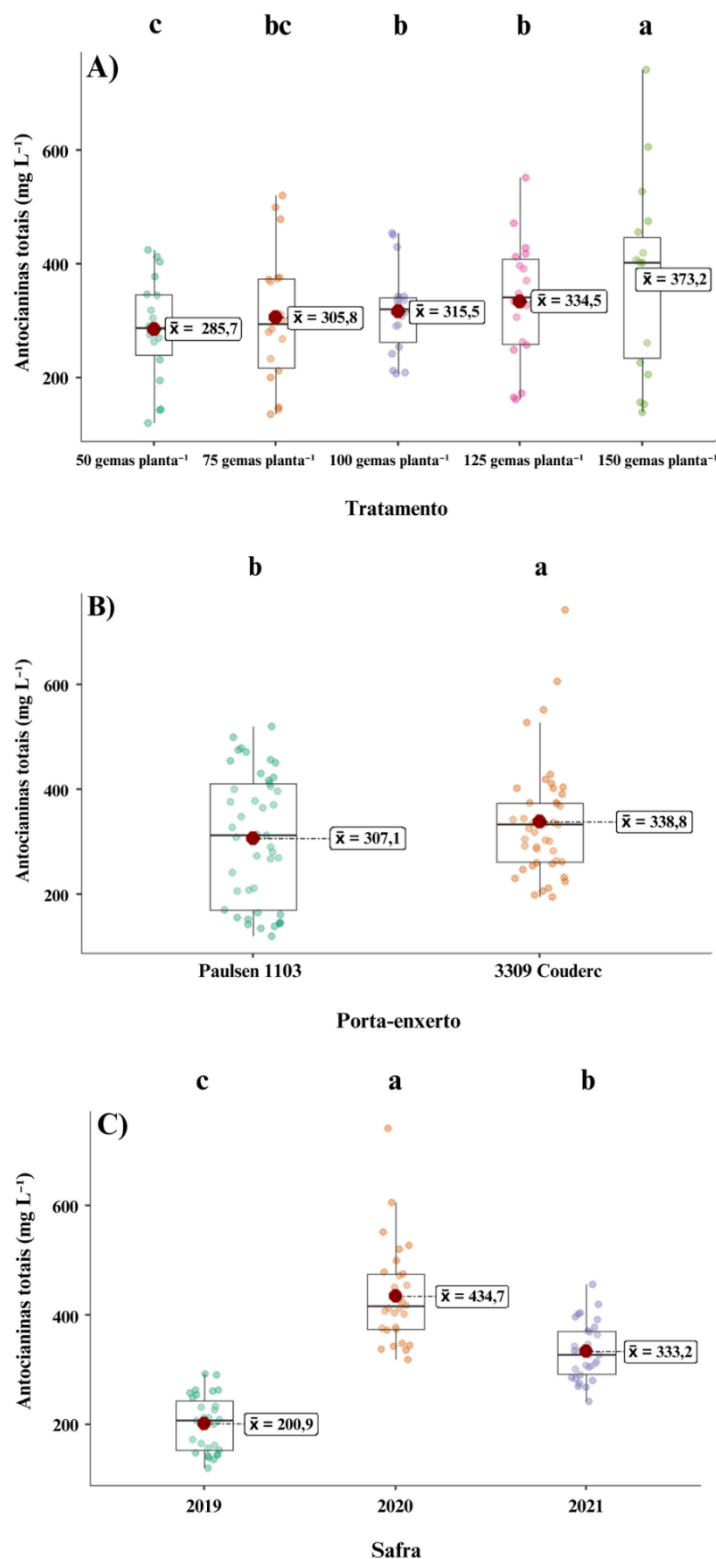 c bc b b a
A)
Antocianinas totais (mg L⁻¹)
600
400
200
x̄ = 285,7
x̄ = 305,8
x̄ = 315,5
x̄ = 334,5
x̄ = 373,2
50 gemas planta⁻¹ 75 gemas planta⁻¹ 100 gemas planta⁻¹ 125 gemas planta⁻¹ 150 gemas planta⁻¹
Tratamento
b a
B)
Antocianinas totais (mg L⁻¹)
600
400
200
x̄ = 307,1
x̄ = 338,8
Paulsen 1103 3309 Couderc
Porta-enxerto
c a b
C)
Antocianinas totais (mg L⁻¹)
600
400
200
x̄ = 200,9
x̄ = 434,7
x̄ = 333,2
2019 2020 2021
Safra